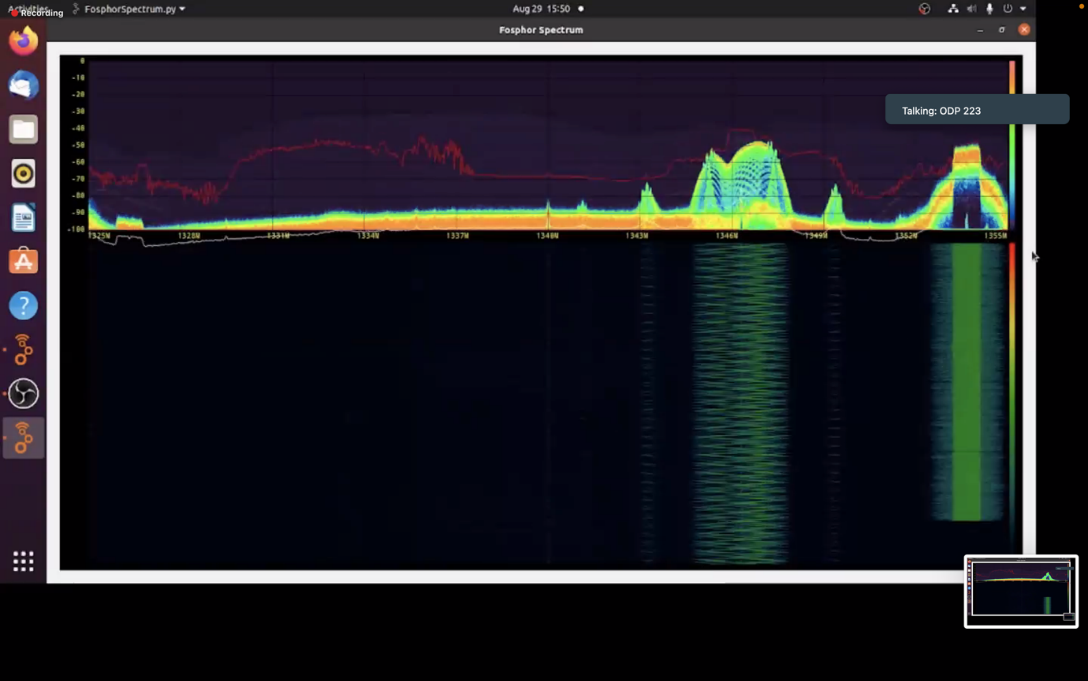 Activities
Recording
FosphorSpectrum.py
Aug 29 15:50
Fosphor Spectrum
Talking: ODP 223
0
-10
-20
-30
-40
-50
-60
-70
-80
-90
-100
1325M 1328M 1331M 1334M 1337M 1340M 1343M 1346M 1349M 1352M 1355M